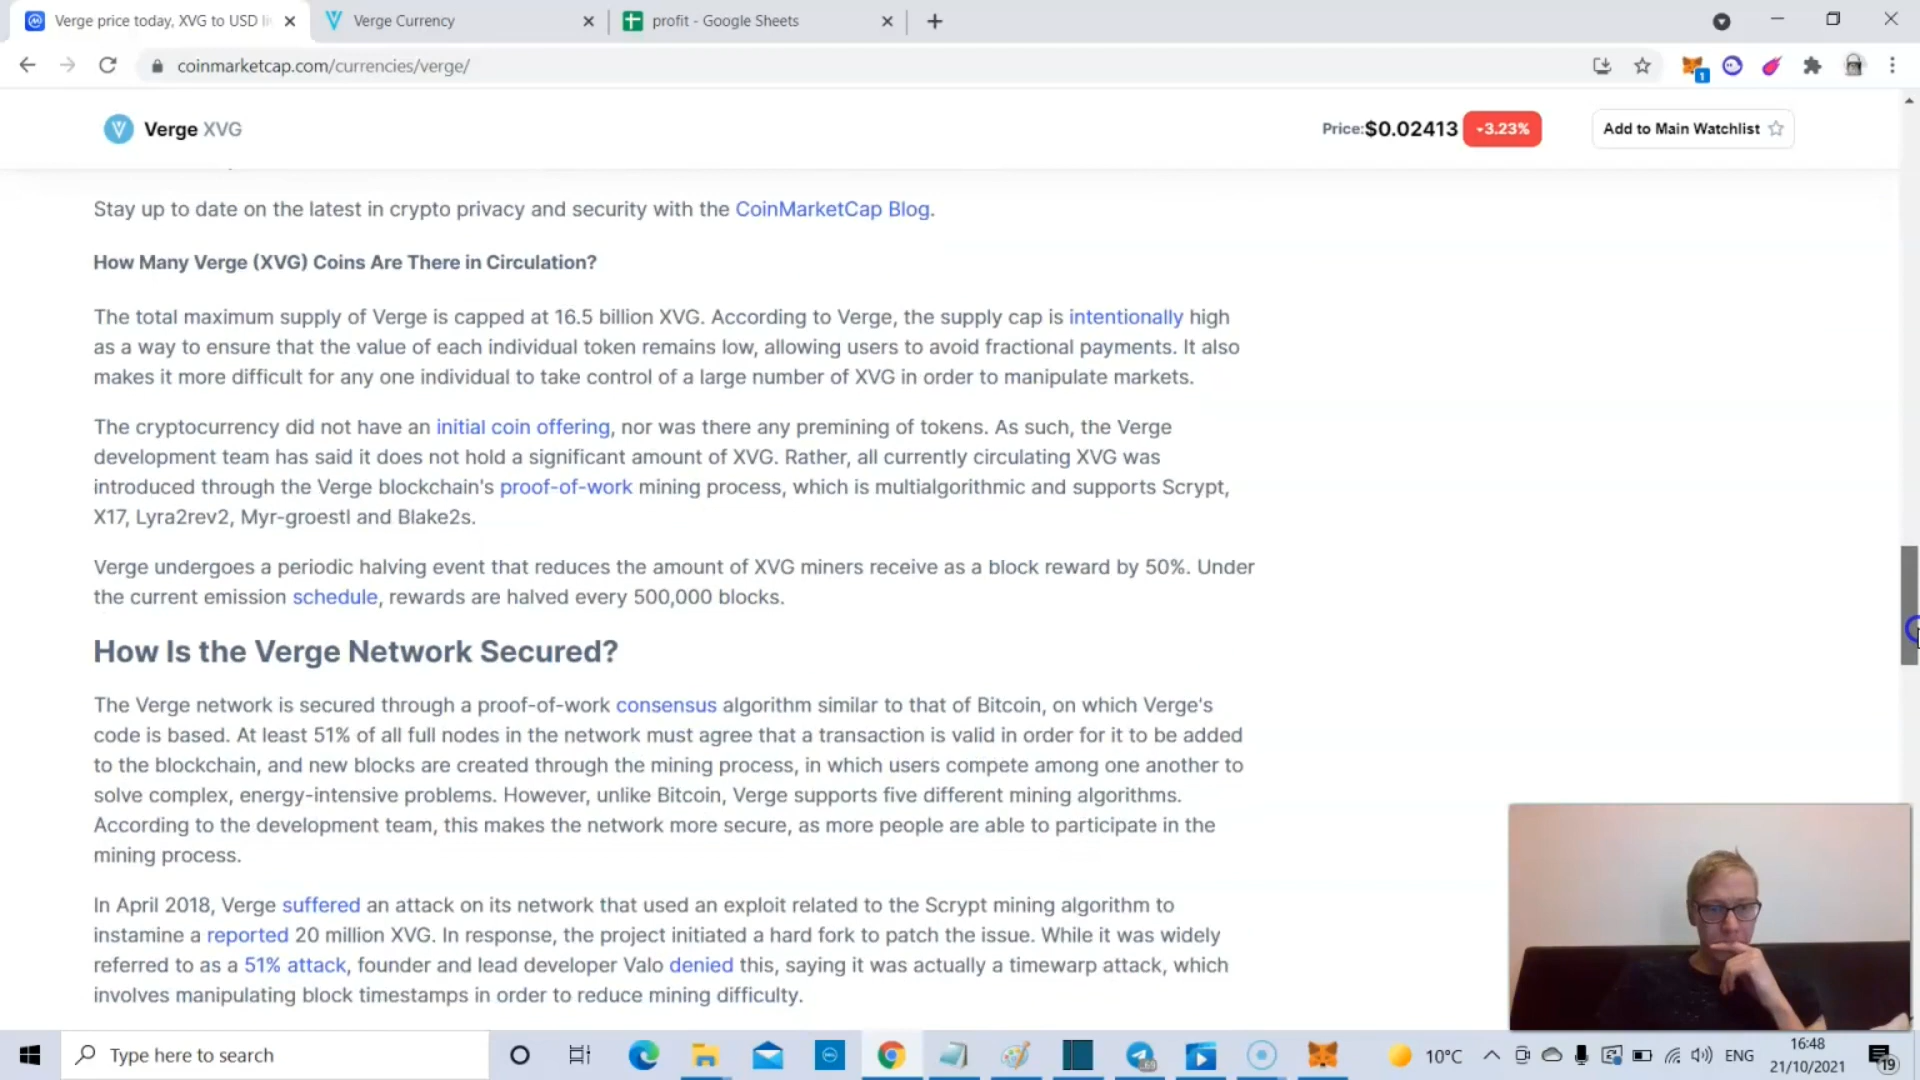 Verge price today, XVG to USD li
Verge Currency
profit - Google Sheets
coinmarketcap.com/currencies/verge/
1
Verge XVG
Price:$0.02413
-3.23%
Add to Main Watchlist
Stay up to date on the latest in crypto privacy and security with the CoinMarketCap Blog.
How Many Verge (XVG) Coins Are There in Circulation?
The total maximum supply of Verge is capped at 16.5 billion XVG. According to Verge, the supply cap is intentionally high
as a way to ensure that the value of each individual token remains low, allowing users to avoid fractional payments. It also
makes it more difficult for any one individual to take control of a large number of XVG in order to manipulate markets.
The cryptocurrency did not have an initial coin offering, nor was there any premining of tokens. As such, the Verge
development team has said it does not hold a significant amount of XVG. Rather, all currently circulating XVG was
introduced through the Verge blockchain's proof-of-work mining process, which is multialgorithmic and supports Scrypt,
X17, Lyra2rev2, Myr-groestl and Blake2s.
Verge undergoes a periodic halving event that reduces the amount of XVG miners receive as a block reward by 50%. Under
the current emission schedule, rewards are halved every 500,000 blocks.
How Is the Verge Network Secured?
The Verge network is secured through a proof-of-work consensus algorithm similar to that of Bitcoin, on which Verge's
code is based. At least 51% of all full nodes in the network must agree that a transaction is valid in order for it to be added
to the blockchain, and new blocks are created through the mining process, in which users compete among one another to
solve complex, energy-intensive problems. However, unlike Bitcoin, Verge supports five different mining algorithms.
According to the development team, this makes the network more secure, as more people are able to participate in the
mining process.
In April 2018, Verge suffered an attack on its network that used an exploit related to the Scrypt mining algorithm to
instamine a reported 20 million XVG. In response, the project initiated a hard fork to patch the issue. While it was widely
referred to as a 51% attack, founder and lead developer Valo denied this, saying it was actually a timewarp attack, which
involves manipulating block timestamps in order to reduce mining difficulty.
Type here to search
10°C
ENG
16:48
21/10/2021
19